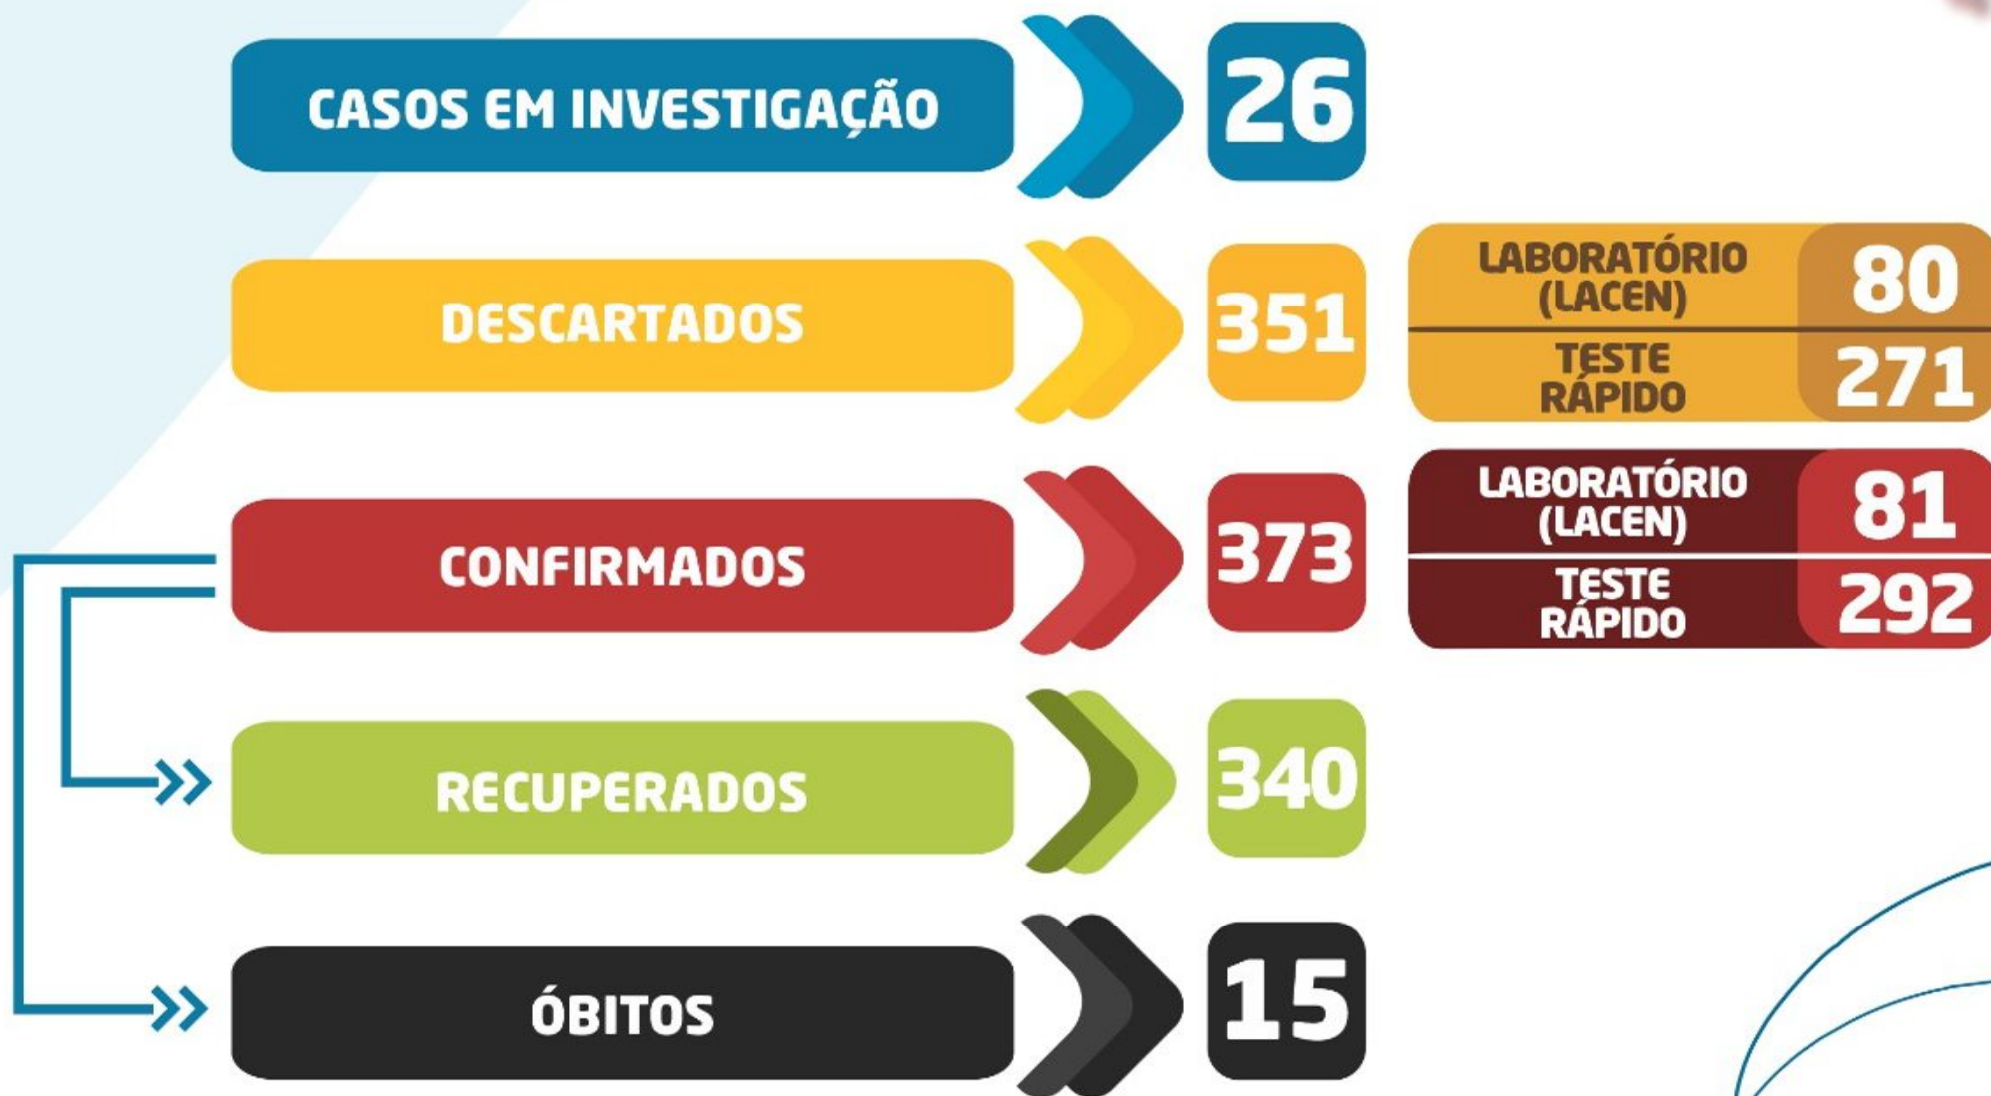 CASOS EM INVESTIGAÇÃO
26
DESCARTADOS
351
LABORATÓRIO
(LACEN)
80
TESTE
RÁPIDO
271
CONFIRMADOS
373
LABORATÓRIO
(LACEN)
81
TESTE
RÁPIDO
292
RECUPERADOS
340
ÓBITOS
15